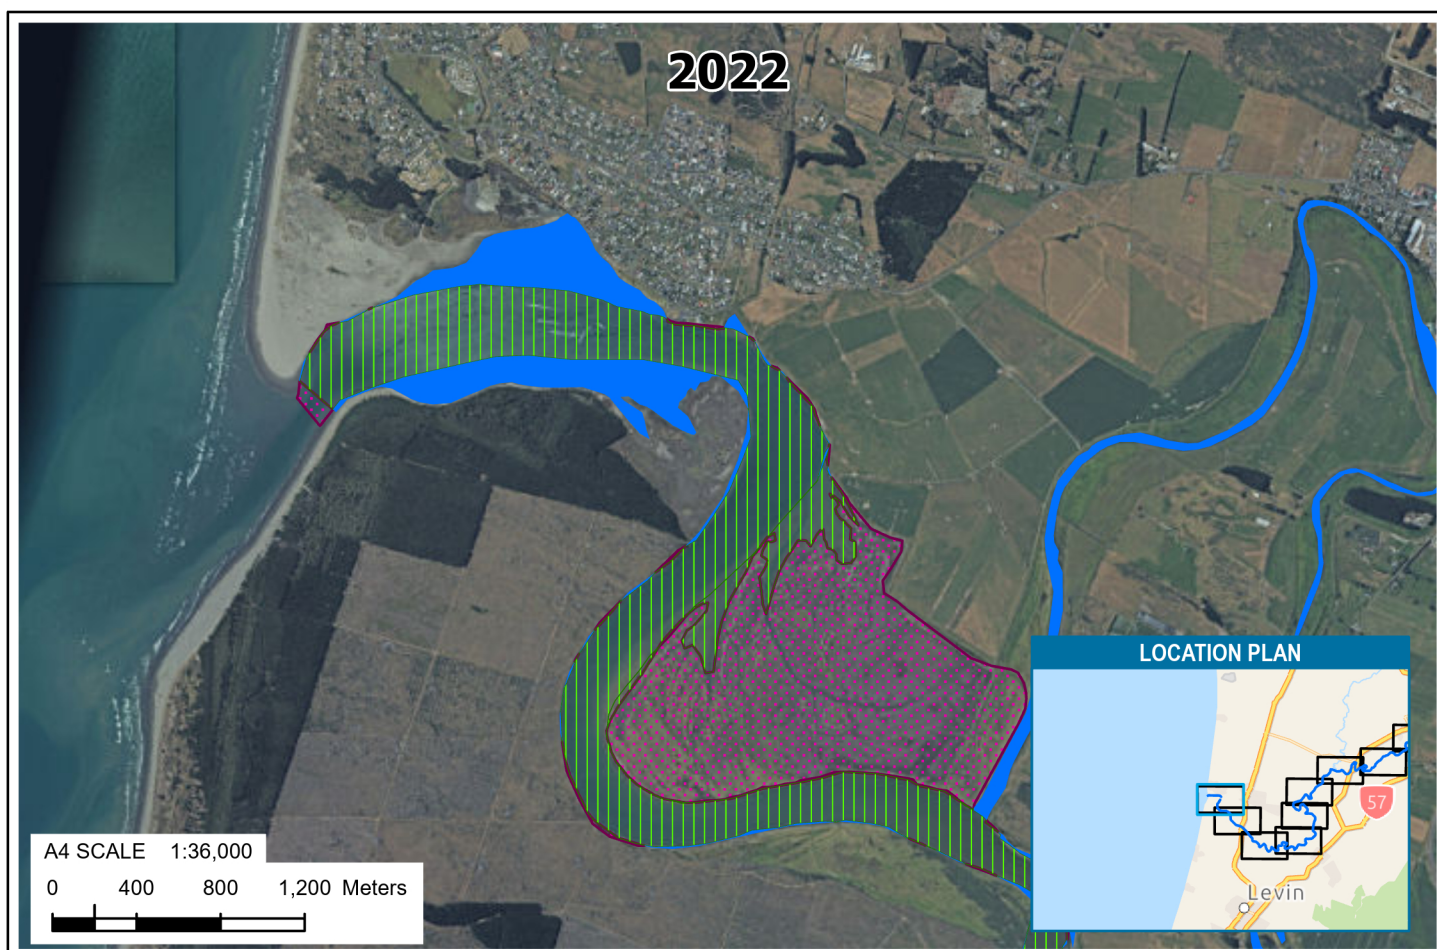 2022
LOCATION PLAN
57
Levin
A4 SCALE 1:36,000
0 400 800 1,200 Meters